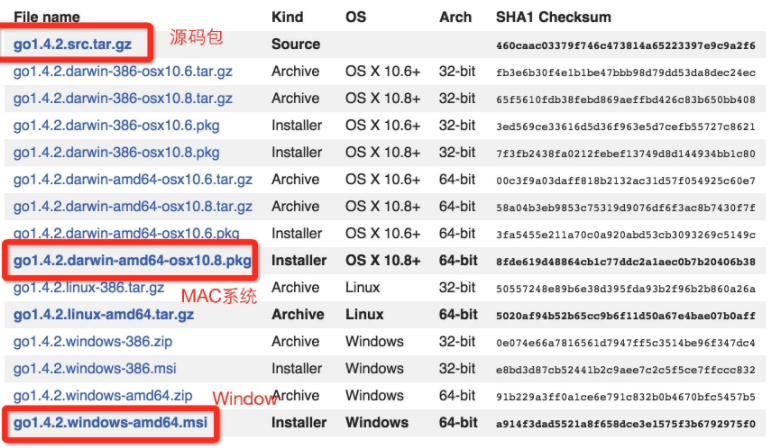 File name Kind OS Arch SHA1 Checksum
go1.4.2.src.tar.gz 源码包 Source 460caac03379f746c473814a65223397e9c9a2f6
go1.4.2.darwin-386-osx10.6.tar.gz Archive OS X 10.6+ 32-bit fb3e6b30f4e1b1be47bbb98d79dd53da8dec24ec
go1.4.2.darwin-386-osx10.8.tar.gz Archive OS X 10.8+ 32-bit 65f5610fdb38febd869aeffbd426c83b650bb408
go1.4.2.darwin-386-osx10.6.pkg Installer OS X 10.6+ 32-bit 3ed569ce33616d5d36f963e5d7cefb55727c8621
go1.4.2.darwin-386-osx10.8.pkg Installer OS X 10.8+ 32-bit 7f3fb2438fa0212febef13749d8d144934bb1c80
go1.4.2.darwin-amd64-osx10.6.tar.gz Archive OS X 10.6+ 64-bit 00c3f9a03daff818b2132ac31d57f054925c60e7
go1.4.2.darwin-amd64-osx10.8.tar.gz Archive OS X 10.8+ 64-bit 58a04b3eb9853c75319d9076df6f3ac8b7430f7f
go1.4.2.darwin-amd64-osx10.6.pkg Installer OS X 10.6+ 64-bit 3fa5455e211a70c0a920abd53cb3093269c5149c
go1.4.2.darwin-amd64-osx10.8.pkg Installer OS X 10.8+ 64-bit 8fde619d48864cb1c77ddc2a1aec0b7b20406b38
go1.4.2.linux-386.tar.gz MAC系统 Archive Linux 32-bit 50557248e89b6e38d395fda93b2f96b2b860a26a
go1.4.2.linux-amd64.tar.gz Archive Linux 64-bit 5020af94b52b65cc9b6f11d50a67e4bae07b0aff
go1.4.2.windows-386.zip Archive Windows 32-bit 0e074e66a7816561d7947ff5c3514be96f347dc4
go1.4.2.windows-386.msi Installer Windows 32-bit e8bd3d87cb52441b2c9aee7c2c5f5ce7ffccc832
go1.4.2.windows-amd64.zip Window Archive Windows 64-bit 91b229a3ff0a1ce6e791c832b0b4670bfc5457b5
go1.4.2.windows-amd64.msi Installer Windows 64-bit a914f3dad5521a8f658dce3e1575f3b6792975f0